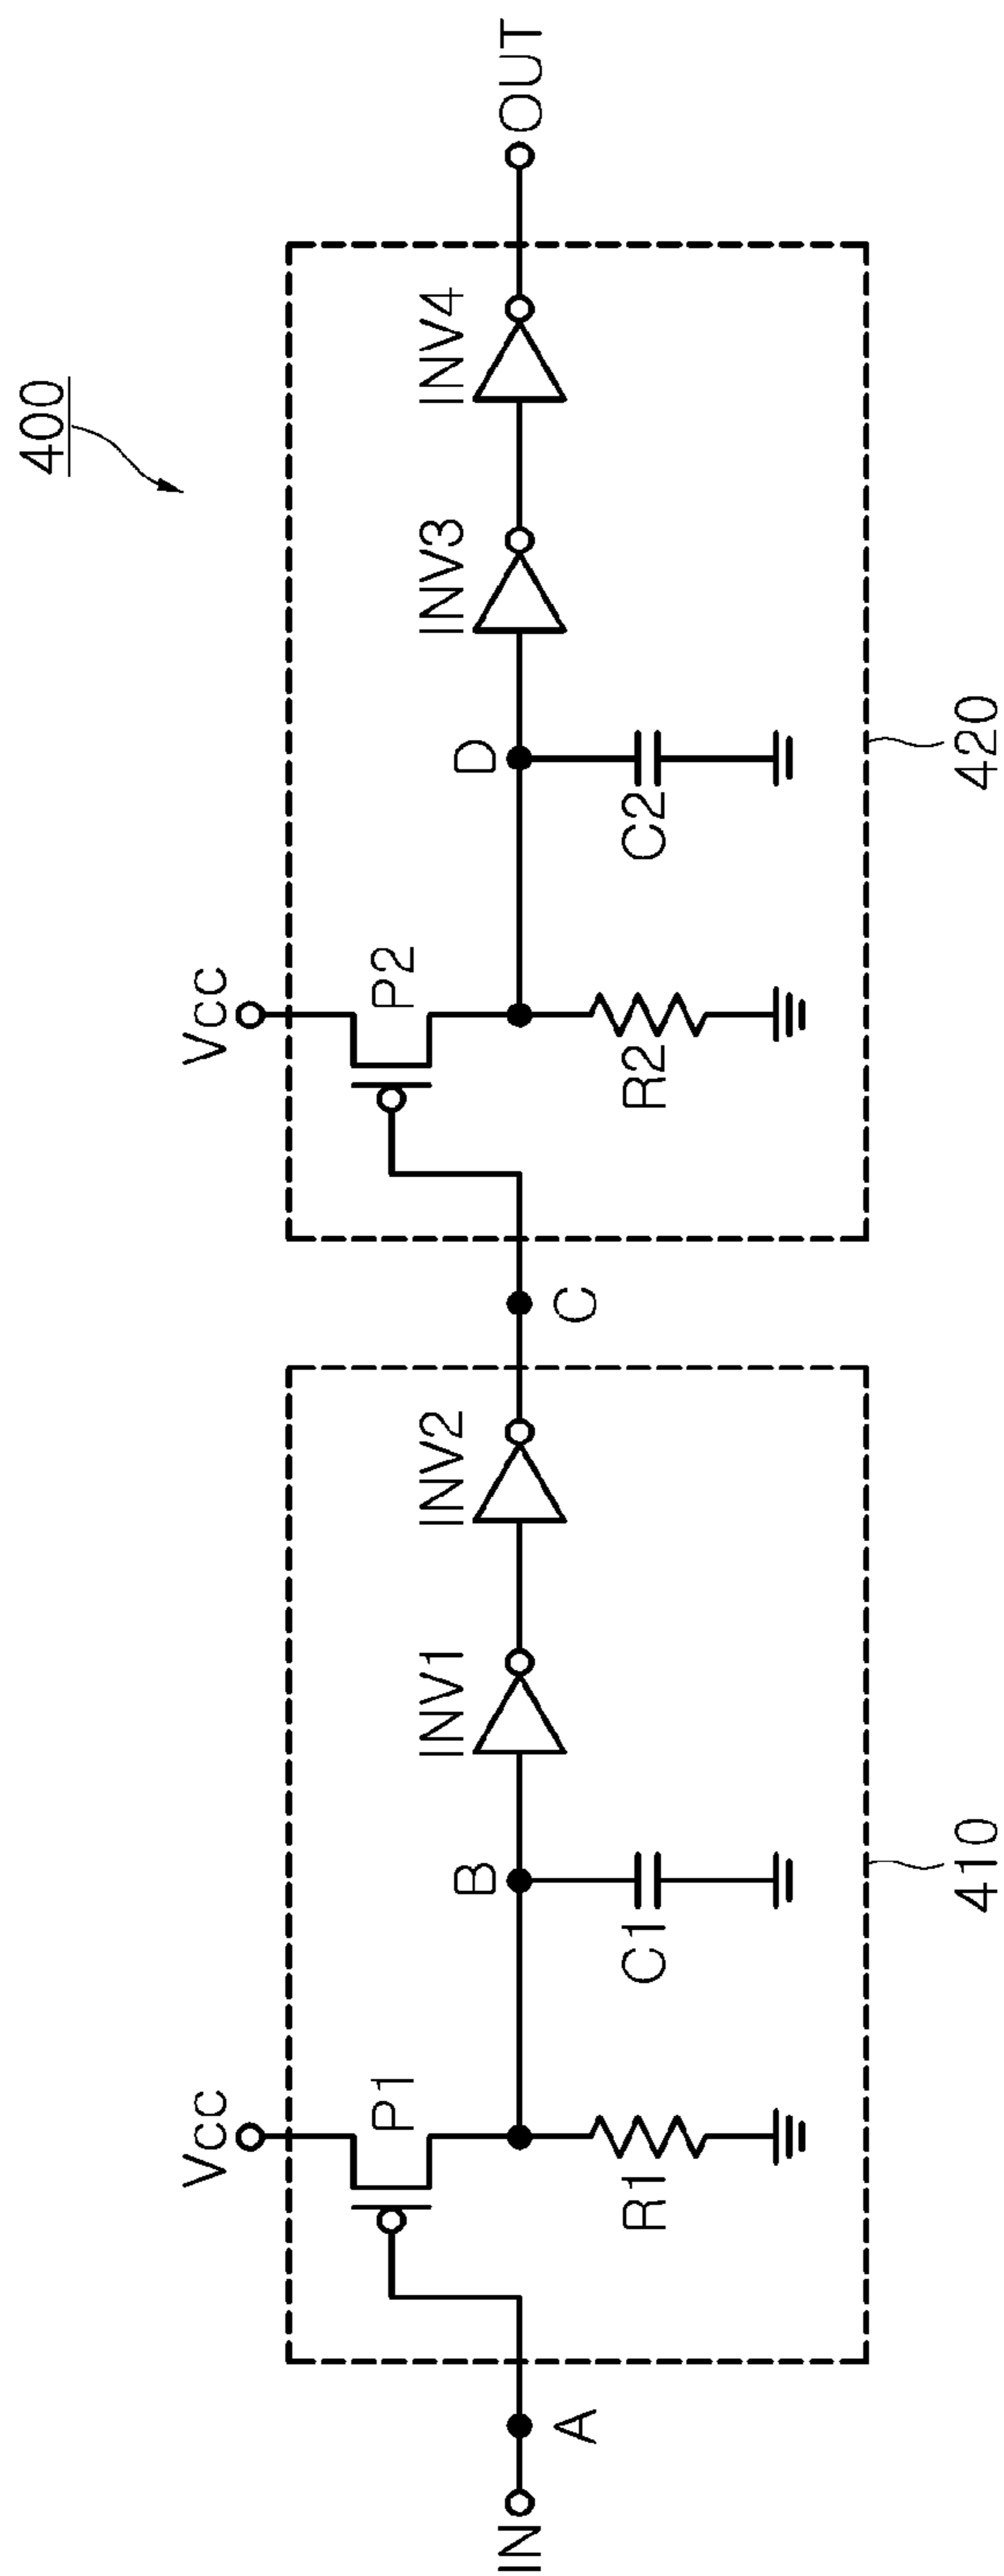 400
Vcc
Vcc
P1
INV1
INV2
P2
INV3
INV4
B
D
IN
OUT
A
C
R1
C1
R2
C2
410
420